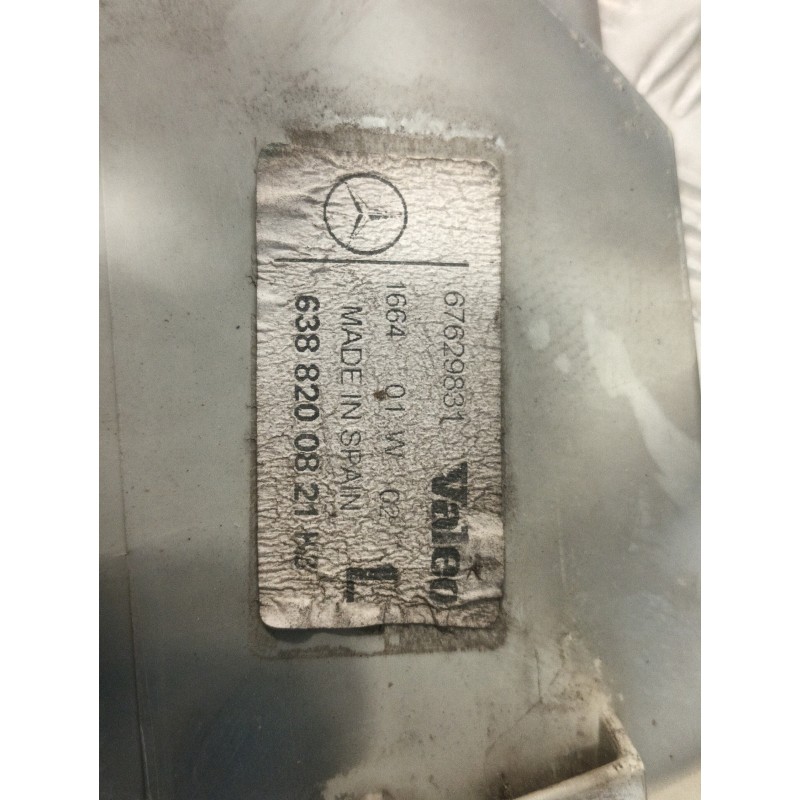 67629831 Valeo
1664 01 W 02
MADE IN SPAIN L
638 820 08 21